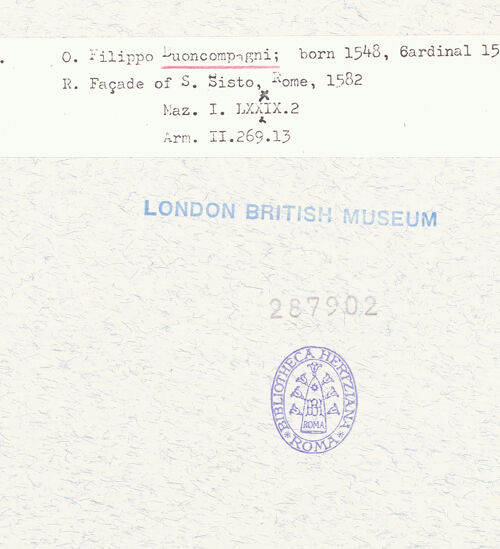 . O. Filippo Buoncompagni; born 1548, Cardinal 15
R. Façade of S. Sisto, Rome, 1582
Maz. I. LXXIX.2
x
Arm. II.269.13
LONDON BRITISH MUSEUM
287902
BIBLIOTHECA HERTZIANA
ROMA
ROMA